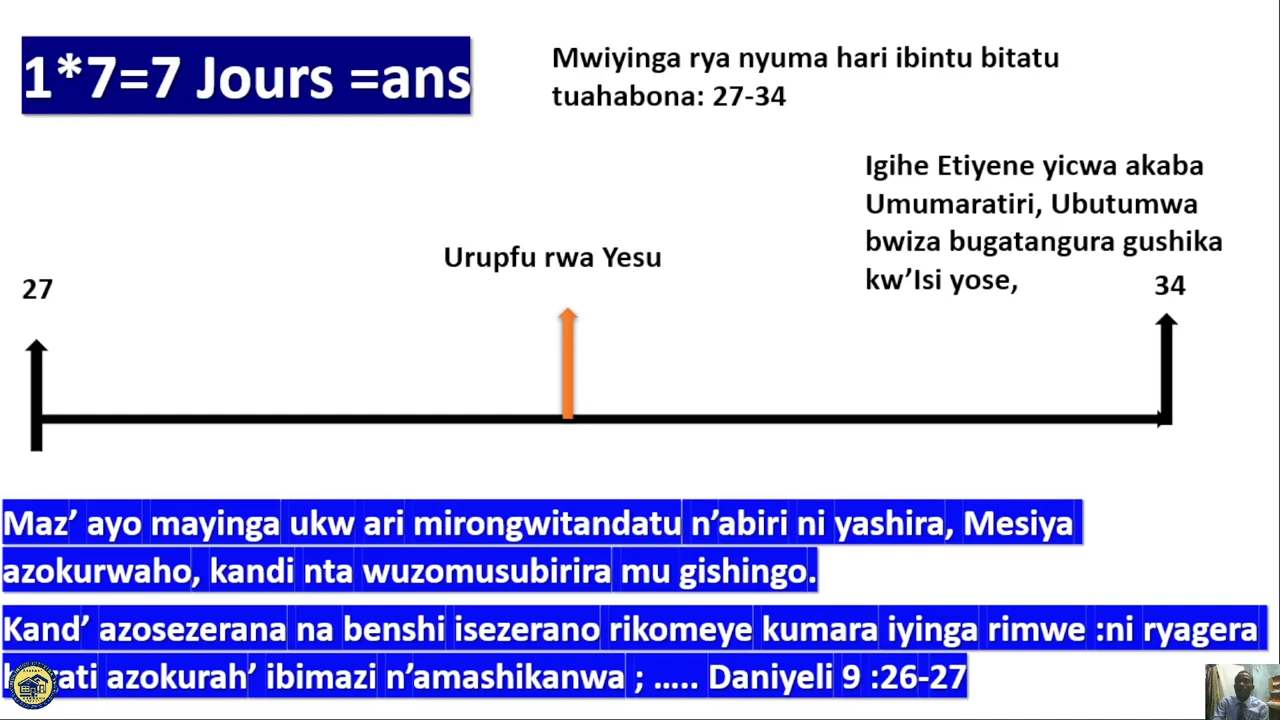 1*7=7 Jours =ans
Mwiyinga rya nyuma hari ibintu bitatu
tuahabona: 27-34
Igihe Etiyene yicwa akaba
Umumaratiri, Ubutumwa
bwiza bugatangura gushika
kw’Isi yose,
Urupfu rwa Yesu
27
34
Maz’ ayo mayinga ukw ari mirongwitandatu n’abiri ni yashira, Mesiya
azokurwaho, kandi nta wuzomusubirira mu gishingo.
Kand’ azosezerana na benshi isezerano rikomeye kumara iyinga rimwe :ni ryagera
azokurah’ ibimazi n’amashikanwa ; ….. Daniyeli 9 :26-27